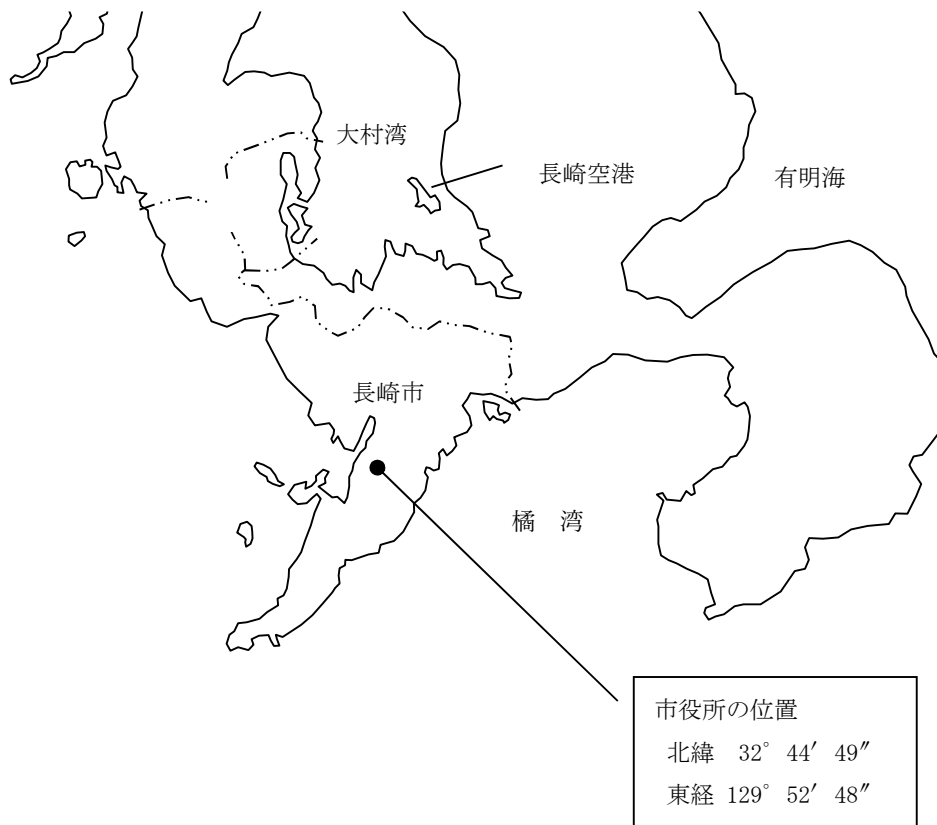 大村湾
長崎空港
有明海
長崎市
橘　湾
市役所の位置
北緯　32°44′49″
東経 129°52′48″